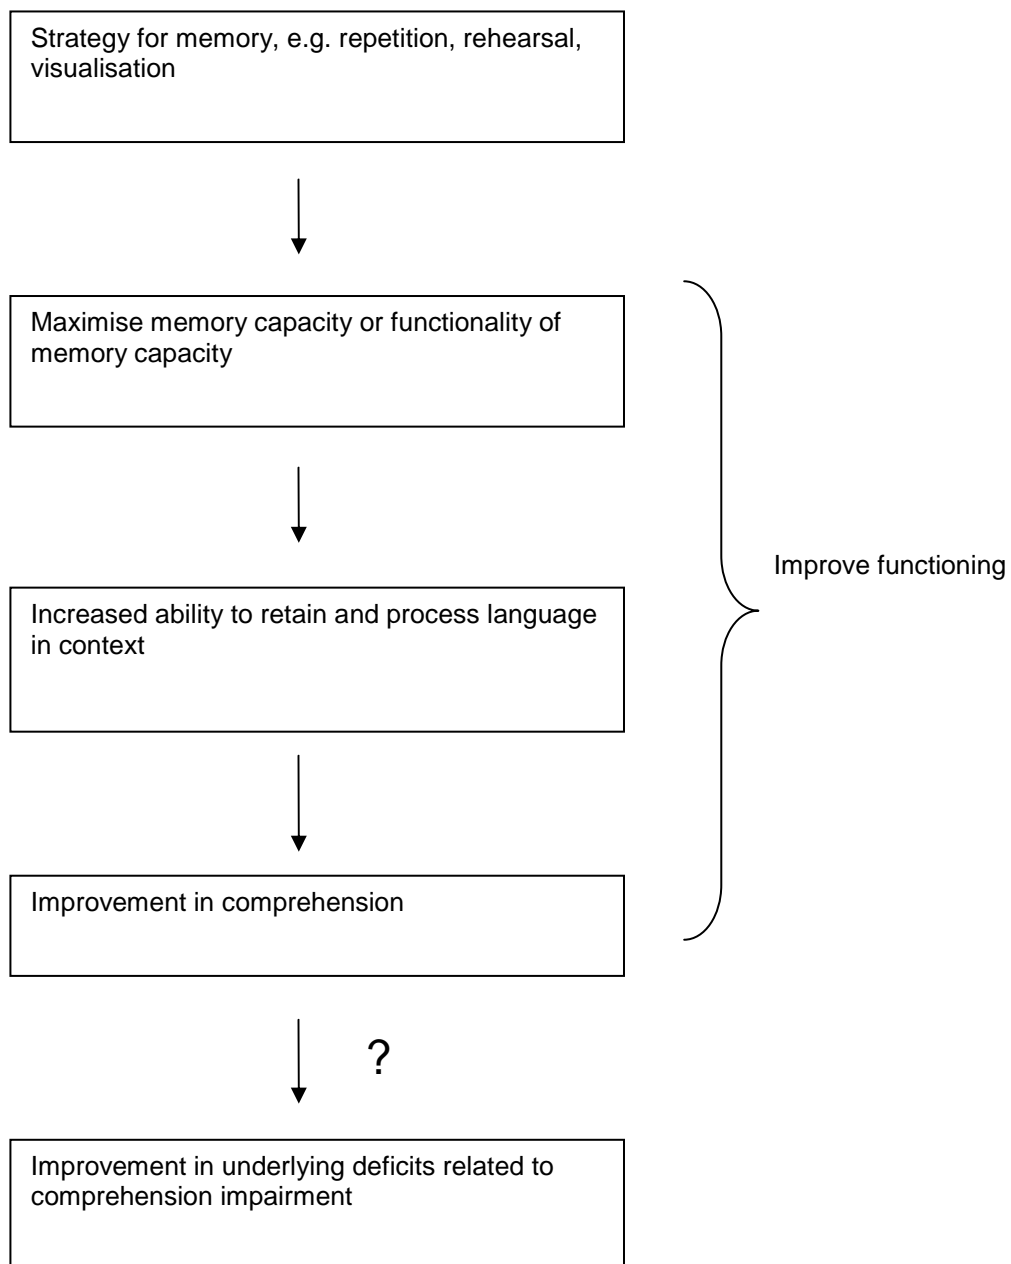 Strategy for memory, e.g. repetition, rehearsal,
visualisation
Maximise memory capacity or functionality of
memory capacity
Improve functioning
Increased ability to retain and process language
in context
Improvement in comprehension
?
Improvement in underlying deficits related to
comprehension impairment